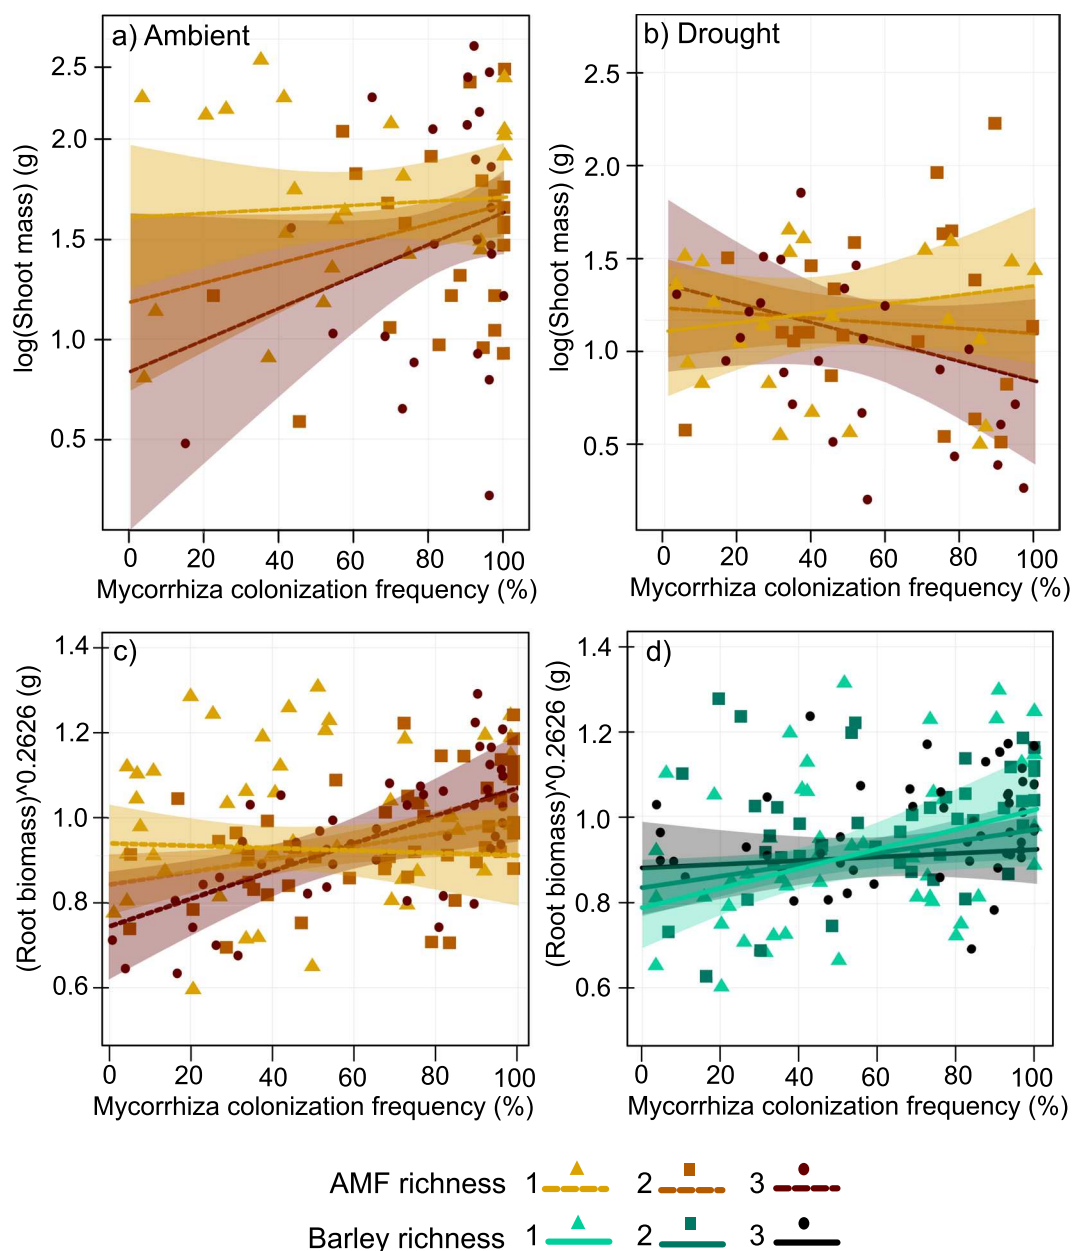 a) Ambient
b) Drought
log(Shoot mass) (g)
2.5
2.0
1.5
1.0
0.5
0 20 40 60 80 100
Mycorrhiza colonization frequency (%)
log(Shoot mass) (g)
2.5
2.0
1.5
1.0
0.5
0 20 40 60 80 100
Mycorrhiza colonization frequency (%)
c)
(Root biomass)^0.2626 (g)
1.4
1.2
1.0
0.8
0.6
0 20 40 60 80 100
Mycorrhiza colonization frequency (%)
d)
(Root biomass)^0.2626 (g)
1.4
1.2
1.0
0.8
0.6
0 20 40 60 80 100
Mycorrhiza colonization frequency (%)
AMF richness 1 2 3
Barley richness 1 2 3